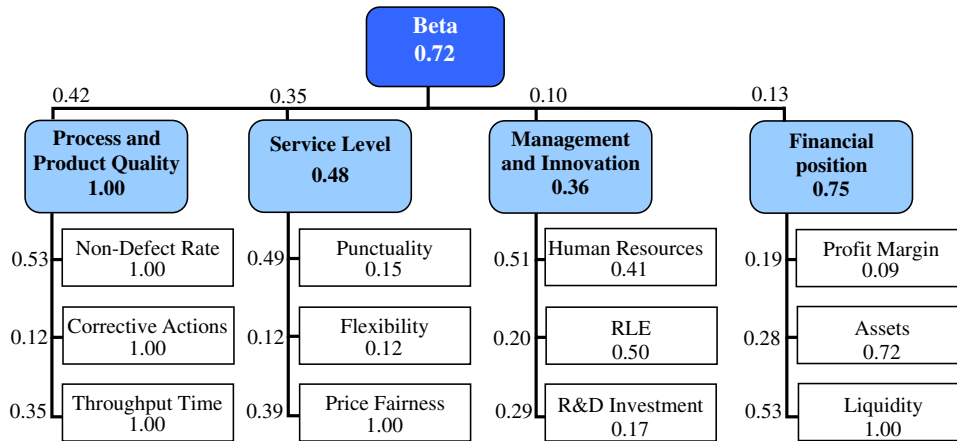 Beta
0.72
0.42
0.35
0.10
0.13
Process and
Product Quality
1.00
Service Level
0.48
Management
and Innovation
0.36
Financial
position
0.75
0.53
Non-Defect Rate
1.00
0.49
Punctuality
0.15
0.51
Human Resources
0.41
0.19
Profit Margin
0.09
0.12
Corrective Actions
1.00
0.12
Flexibility
0.12
0.20
RLE
0.50
0.28
Assets
0.72
0.35
Throughput Time
1.00
0.39
Price Fairness
1.00
0.29
R&D Investment
0.17
0.53
Liquidity
1.00